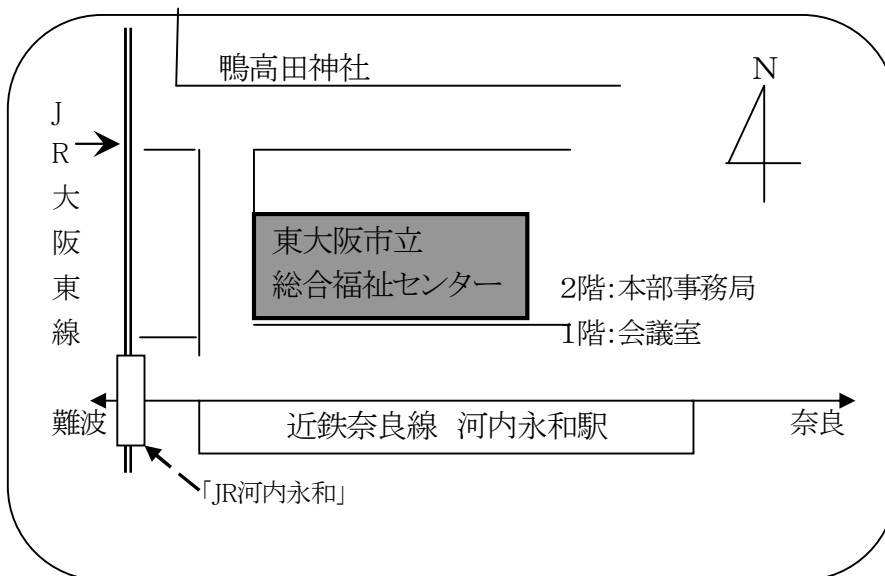 鴨高田神社
N
JR大阪東線
東大阪市立
総合福祉センター
2階:本部事務局
1階:会議室
難波
近鉄奈良線 河内永和駅
奈良
「JR河内永和」